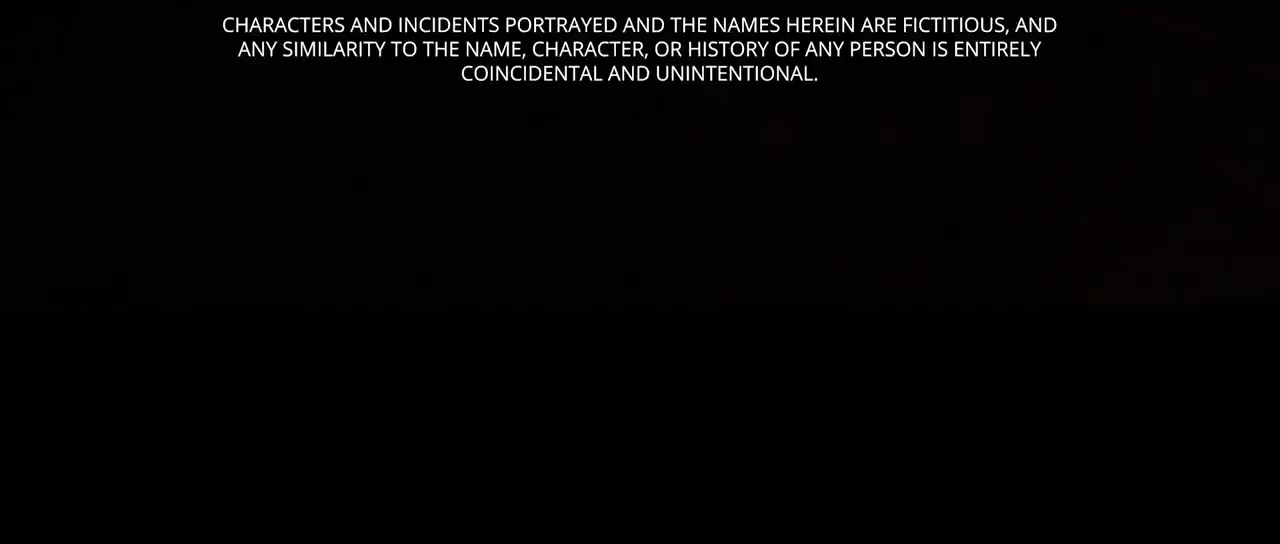 CHARACTERS AND INCIDENTS PORTRAYED AND THE NAMES HEREIN ARE FICTITIOUS, AND
ANY SIMILARITY TO THE NAME, CHARACTER, OR HISTORY OF ANY PERSON IS ENTIRELY
COINCIDENTAL AND UNINTENTIONAL.